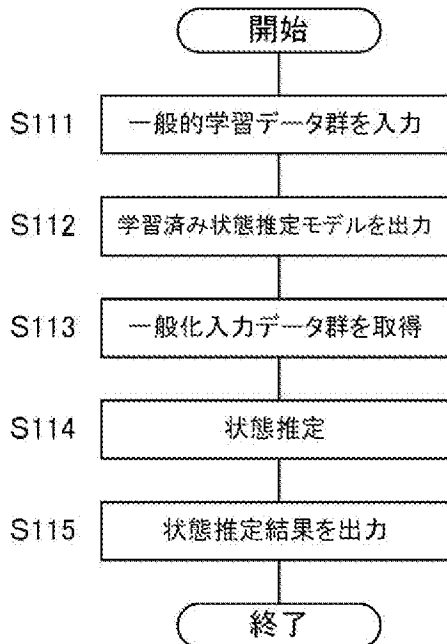 開始
S111 一般的学習データ群を入力
S112 学習済み状態推定モデルを出力
S113 一般化入力データ群を取得
S114 状態推定
S115 状態推定結果を出力
終了